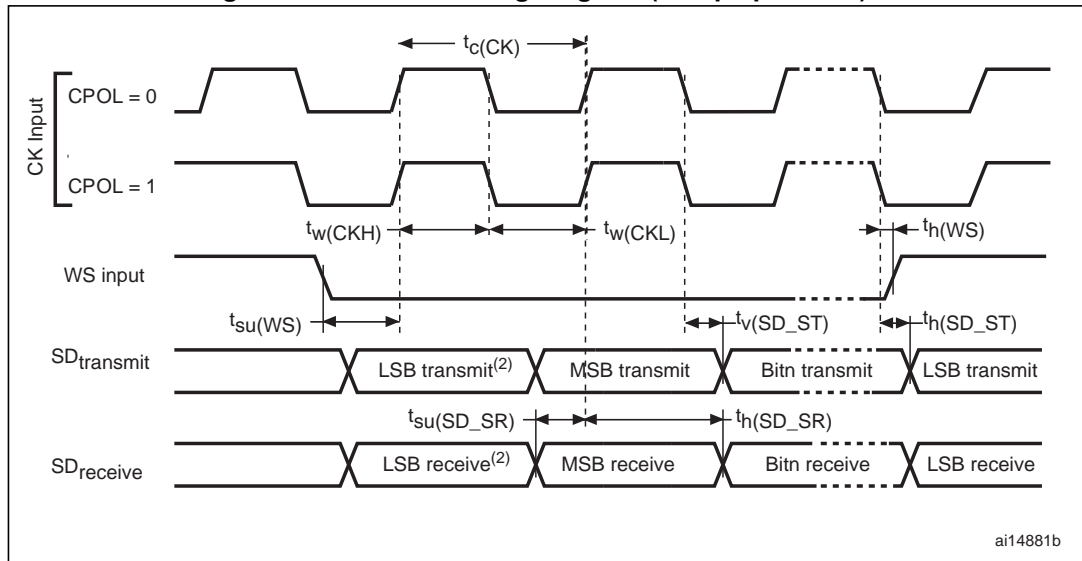 tc(CK)
CK Input
CPOL = 0
CPOL = 1
tw(CKH)
tw(CKL)
th(WS)
WS input
tsu(WS)
tv(SD_ST)
th(SD_ST)
SDtransmit
LSB transmit(2)
MSB transmit
Bitn transmit
LSB transmit
tsu(SD_SR)
th(SD_SR)
SDreceive
LSB receive(2)
MSB receive
Bitn receive
LSB receive
ai14881b